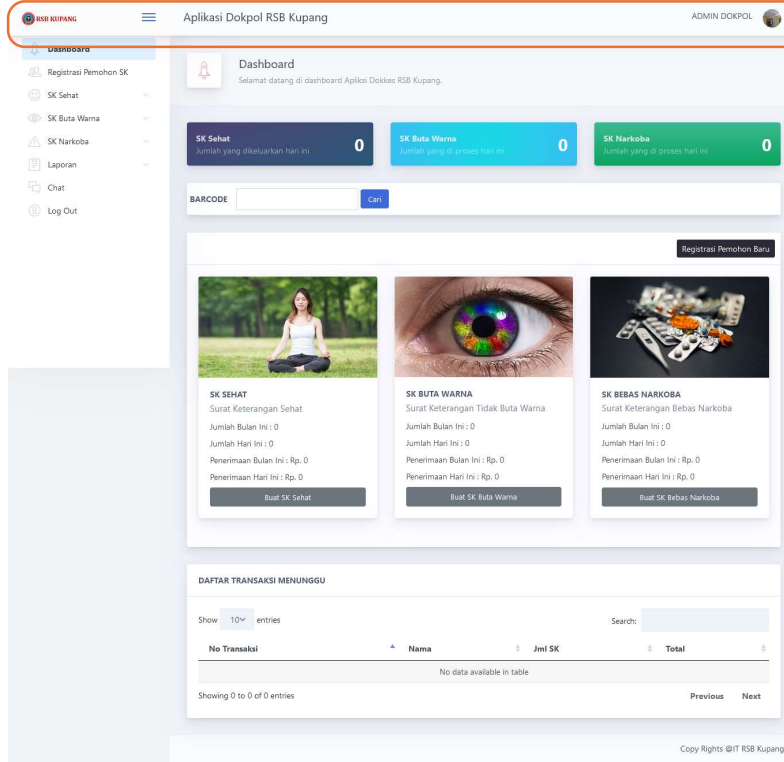 RSB KUPANG
Aplikasi Dokpol RSB Kupang
ADMIN DOKPOL
Dashboard
Registrasi Pemohon SK
SK Sehat
SK Buta Warna
SK Narkoba
Laporan
Chat
Log Out
Dashboard
Selamat datang di dashboard Apliksi Dokkes RSB Kupang.
SK Sehat
Jumlah yang dikeluarkan hari ini
0
SK Buta Warna
Jumlah yang di proses hari ini
0
SK Narkoba
Jumlah yang di proses hari ini
0
BARCODE
Cari
Registrasi Pemohon Baru
SK SEHAT
Surat Keterangan Sehat
Jumlah Bulan Ini : 0
Jumlah Hari Ini : 0
Penerimaan Bulan Ini : Rp. 0
Penerimaan Hari Ini : Rp. 0
Buat SK Sehat
SK BUTA WARNA
Surat Keterangan Tidak Buta Warna
Jumlah Bulan Ini : 0
Jumlah Hari Ini : 0
Penerimaan Bulan Ini : Rp. 0
Penerimaan Hari Ini : Rp. 0
Buat SK Buta Warna
SK BEBAS NARKOBA
Surat Keterangan Bebas Narkoba
Jumlah Bulan Ini : 0
Jumlah Hari Ini : 0
Penerimaan Bulan Ini : Rp. 0
Penerimaan Hari Ini : Rp. 0
Buat SK Bebas Narkoba
DAFTAR TRANSAKSI MENUNGGU
Show 10 entries
Search:
No Transaksi Nama Jml SK Total
No data available in table
Showing 0 to 0 of 0 entries
Previous Next
Copy Rights @IT RSB Kupang